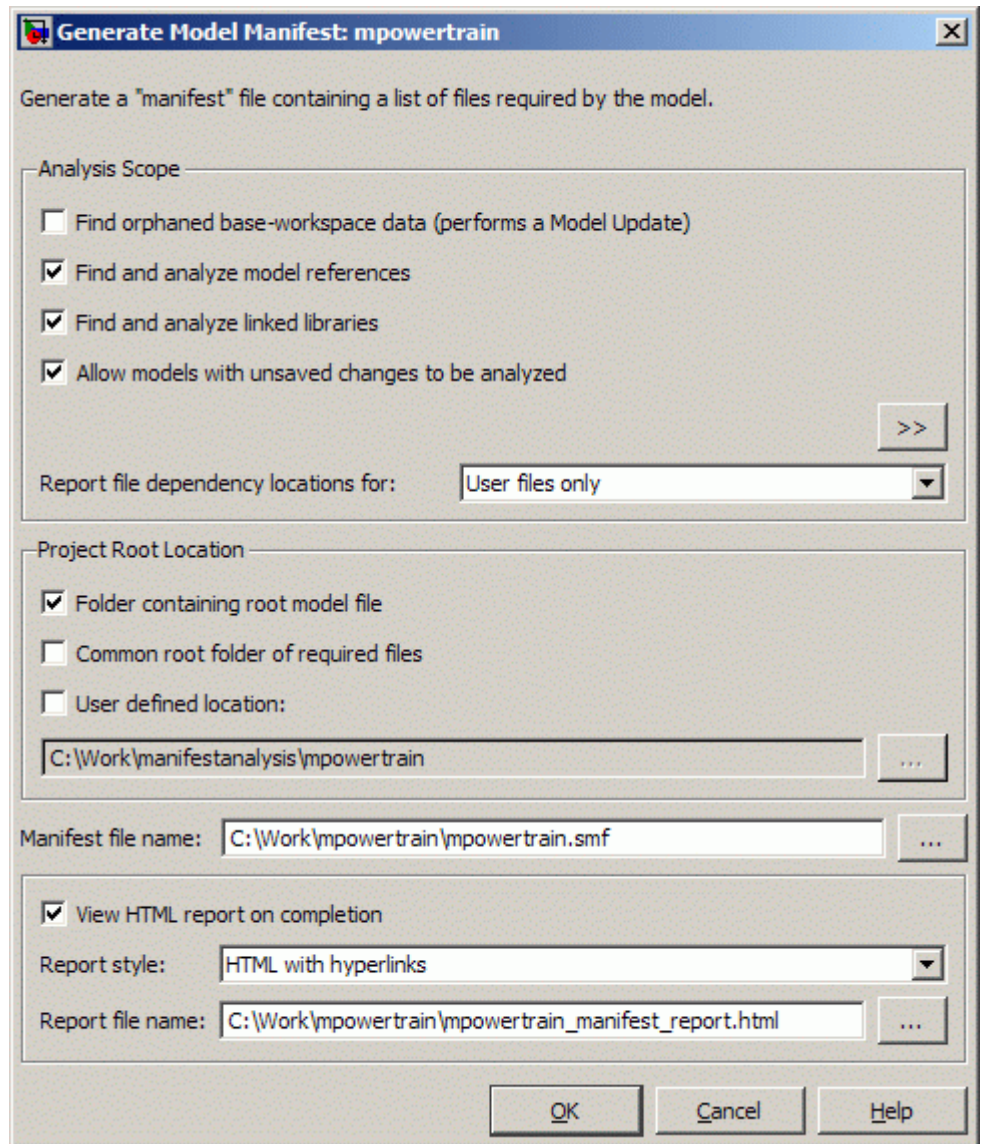 Generate Model Manifest: mpowertrain
Generate a "manifest" file containing a list of files required by the model.
Analysis Scope
Find orphaned base-workspace data (performs a Model Update)
Find and analyze model references
Find and analyze linked libraries
Allow models with unsaved changes to be analyzed
>>
Report file dependency locations for: User files only
Project Root Location
Folder containing root model file
Common root folder of required files
User defined location:
C:\Work\manifestanalysis\mpowertrain ...
Manifest file name: C:\Work\mpowertrain\mpowertrain.smf ...
View HTML report on completion
Report style: HTML with hyperlinks
Report file name: C:\Work\mpowertrain\mpowertrain_manifest_report.html ...
OK Cancel Help